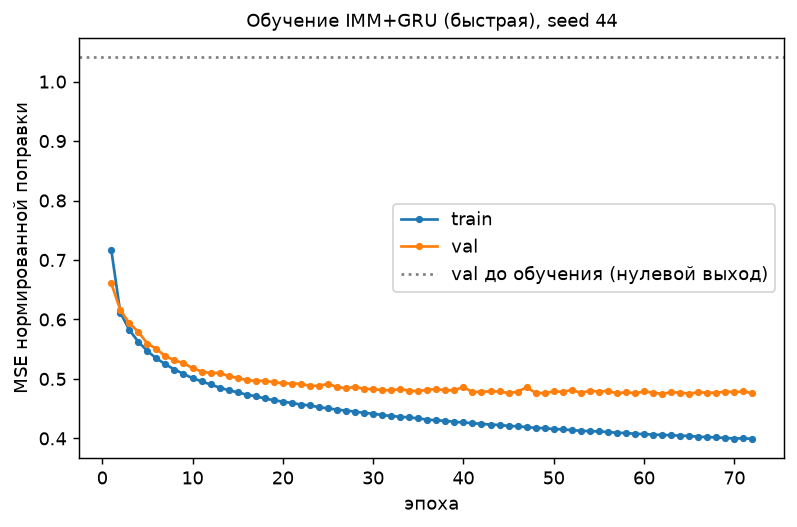 Обучение IMM+GRU (быстрая), seed 44
MSE нормированной поправки
1.0
0.9
0.8
0.7
0.6
0.5
0.4
train
val
val до обучения (нулевой выход)
0 10 20 30 40 50 60 70
эпоха